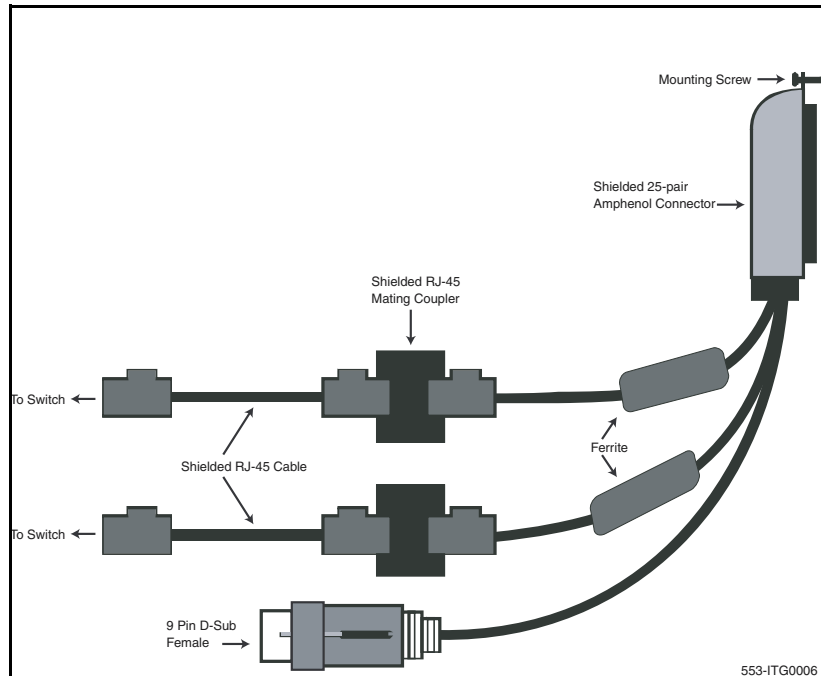 Mounting Screw
Shielded 25-pair
Amphenol Connector
Shielded RJ-45
Mating Coupler
To Switch
Ferrite
Shielded RJ-45 Cable
To Switch
9 Pin D-Sub
Female
553-ITG0006